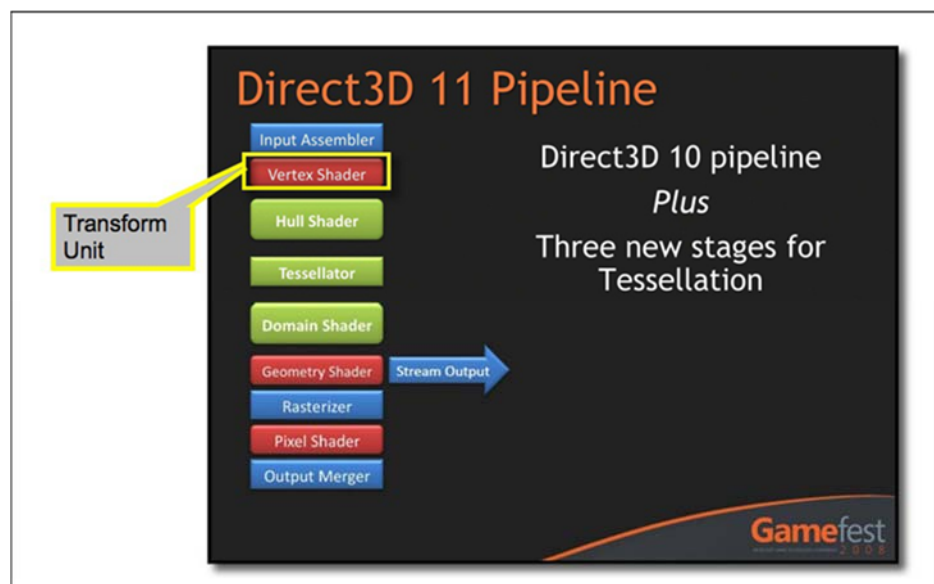 Direct3D 11 Pipeline
Input Assembler
Vertex Shader
Transform
Unit
Hull Shader
Tessellator
Domain Shader
Geometry Shader
Stream Output
Rasterizer
Pixel Shader
Output Merger
Direct3D 10 pipeline
Plus
Three new stages for
Tessellation
Gamefest
2008